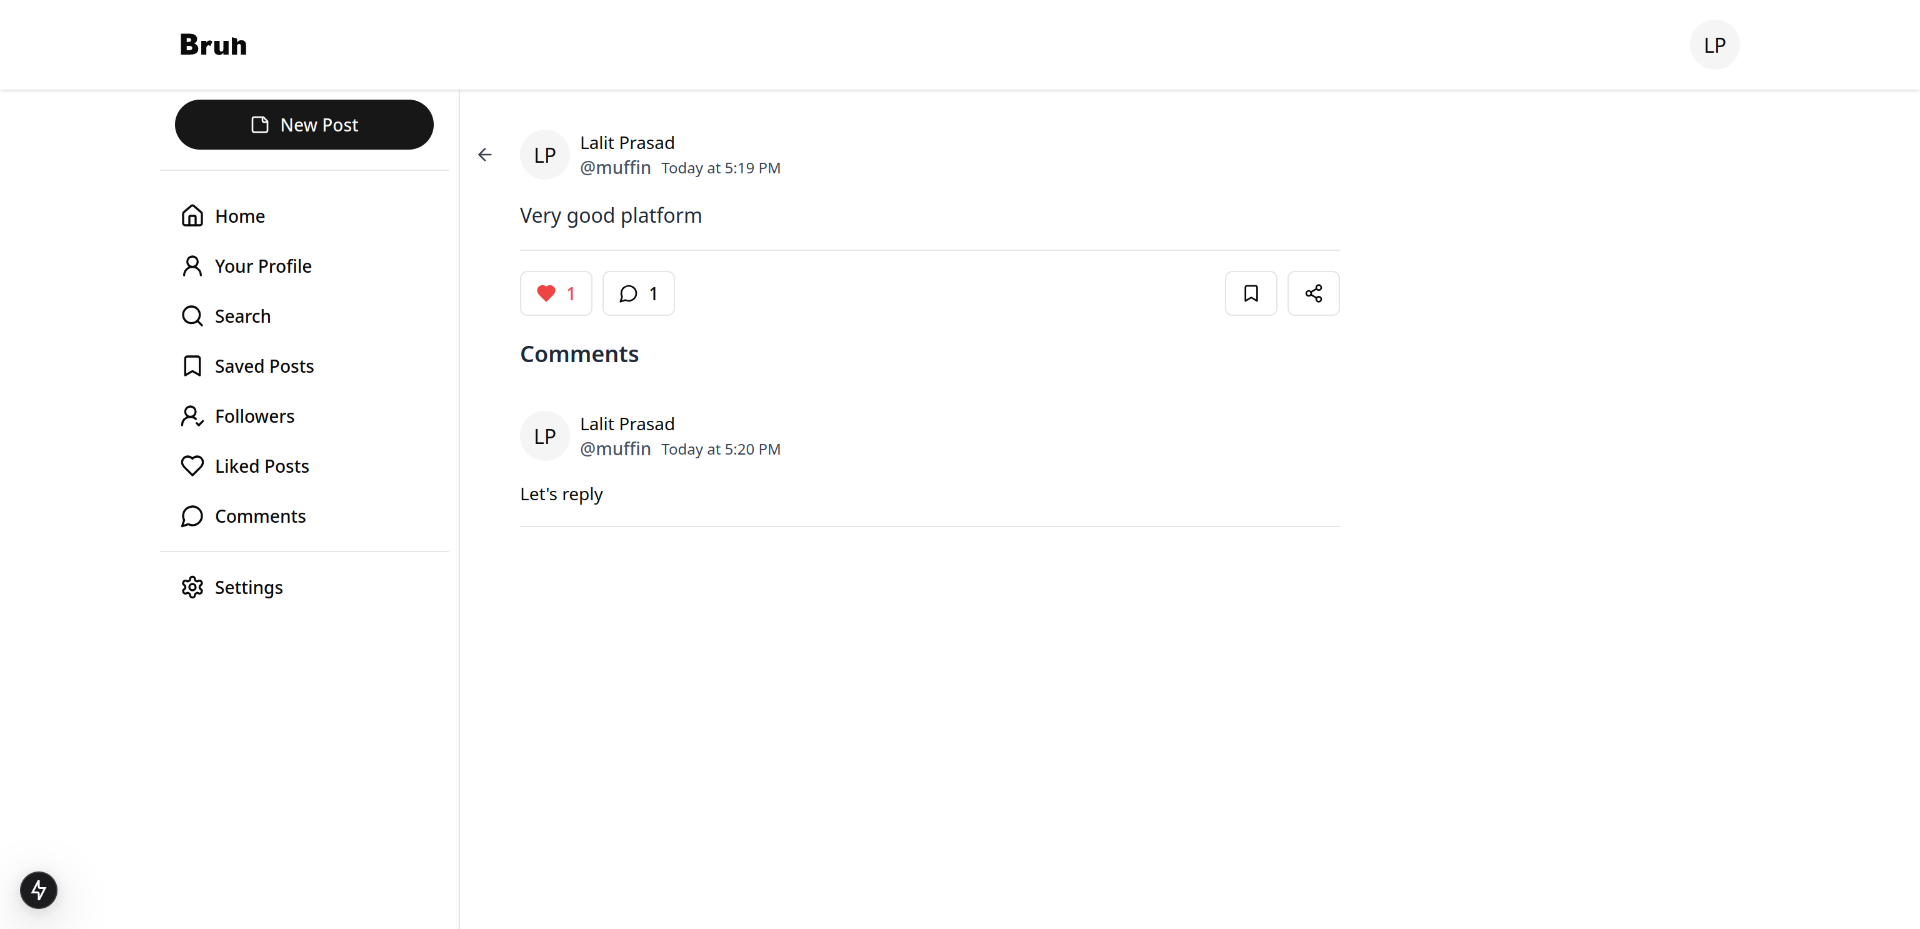 Bruh
LP
New Post
Home
Your Profile
Search
Saved Posts
Followers
Liked Posts
Comments
Settings
LP
Lalit Prasad
@muffin Today at 5:19 PM
Very good platform
1
1
Comments
LP
Lalit Prasad
@muffin Today at 5:20 PM
Let's reply